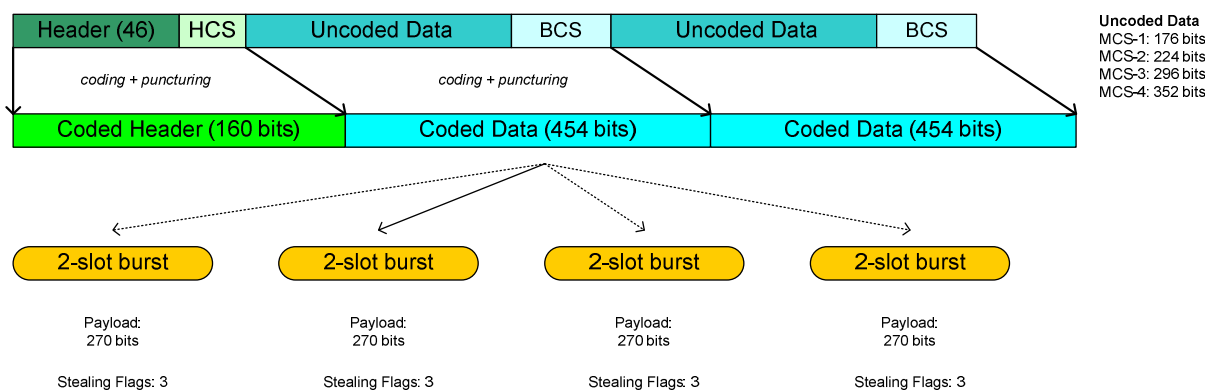 Header (46)
HCS
Uncoded Data
BCS
Uncoded Data
BCS
Uncoded Data
MCS-1: 176 bits
MCS-2: 224 bits
MCS-3: 296 bits
MCS-4: 352 bits
coding + puncturing
coding + puncturing
Coded Header (160 bits)
Coded Data (454 bits)
Coded Data (454 bits)
2-slot burst
2-slot burst
2-slot burst
2-slot burst
Payload:
270 bits
Payload:
270 bits
Payload:
270 bits
Payload:
270 bits
Stealing Flags: 3
Stealing Flags: 3
Stealing Flags: 3
Stealing Flags: 3